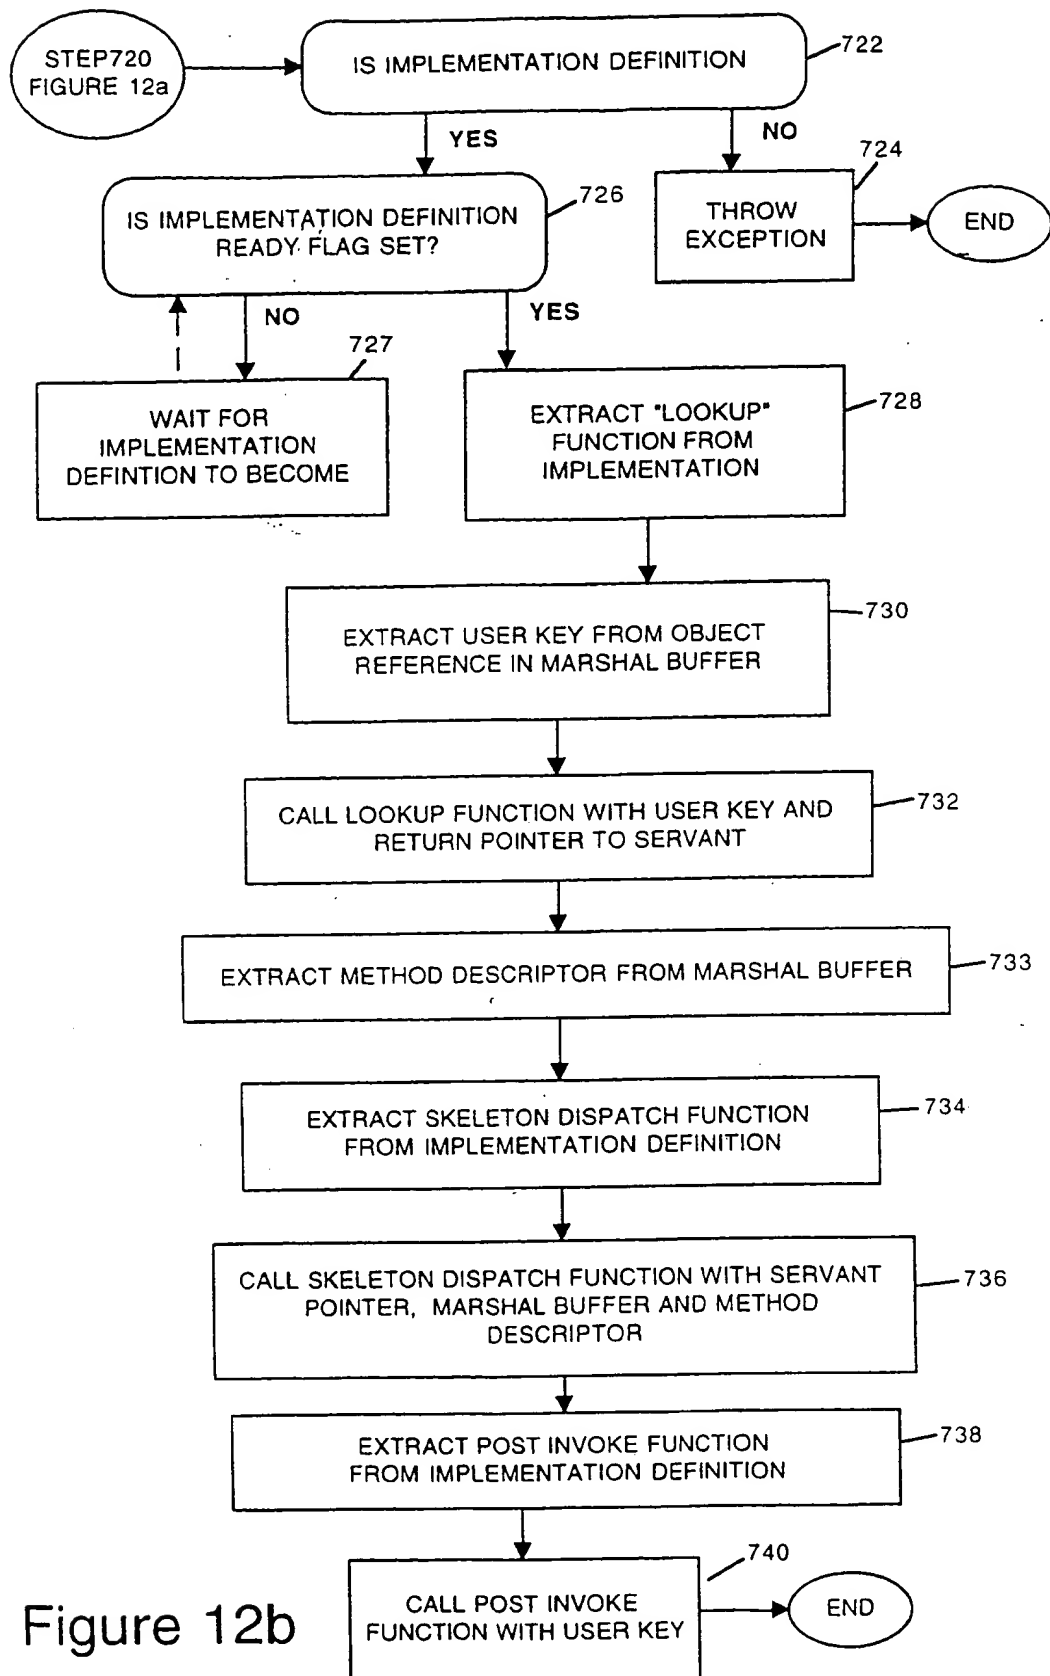 STEP720
FIGURE 12a
IS IMPLEMENTATION DEFINITION
722
YES
NO
724
726
IS IMPLEMENTATION DEFINITION
READY FLAG SET?
THROW
EXCEPTION
END
NO
YES
727
WAIT FOR
IMPLEMENTATION
DEFINTION TO BECOME
EXTRACT "LOOKUP"
FUNCTION FROM
IMPLEMENTATION
728
EXTRACT USER KEY FROM OBJECT
REFERENCE IN MARSHAL BUFFER
730
CALL LOOKUP FUNCTION WITH USER KEY AND
RETURN POINTER TO SERVANT
732
EXTRACT METHOD DESCRIPTOR FROM MARSHAL BUFFER
733
EXTRACT SKELETON DISPATCH FUNCTION
FROM IMPLEMENTATION DEFINITION
734
CALL SKELETON DISPATCH FUNCTION WITH SERVANT
POINTER, MARSHAL BUFFER AND METHOD
DESCRIPTOR
736
EXTRACT POST INVOKE FUNCTION
FROM IMPLEMENTATION DEFINITION
738
740
CALL POST INVOKE
FUNCTION WITH USER KEY
END
Figure 12b